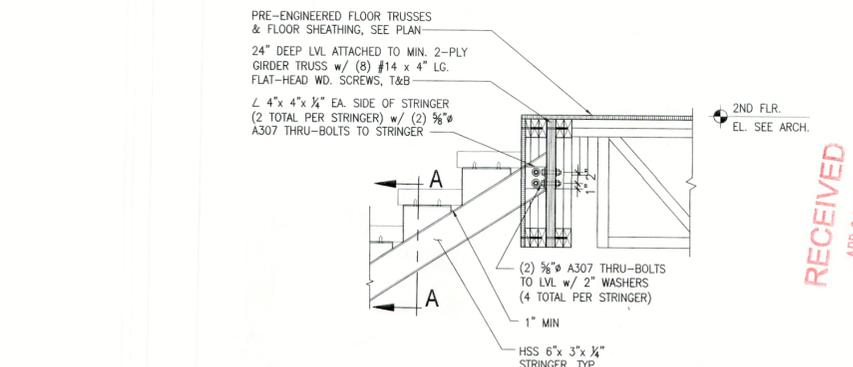 PRE-ENGINEERED FLOOR TRUSSES
& FLOOR SHEATHING, SEE PLAN
24" DEEP LVL ATTACHED TO MIN. 2-PLY
GIRDER TRUSS w/ (8) #14 x 4" LG.
FLAT-HEAD WD. SCREWS, T&B
∠ 4"x 4"x ¼" EA. SIDE OF STRINGER
(2 TOTAL PER STRINGER) w/ (2) ⅝"ø
A307 THRU-BOLTS TO STRINGER
2ND FLR.
EL. SEE ARCH.
A
1" 2"
A
(2) ⅝"ø A307 THRU-BOLTS
TO LVL w/ 2" WASHERS
(4 TOTAL PER STRINGER)
1" MIN
HSS 6"x 3"x ¼"
STRINGER, TYP
RECEIVED